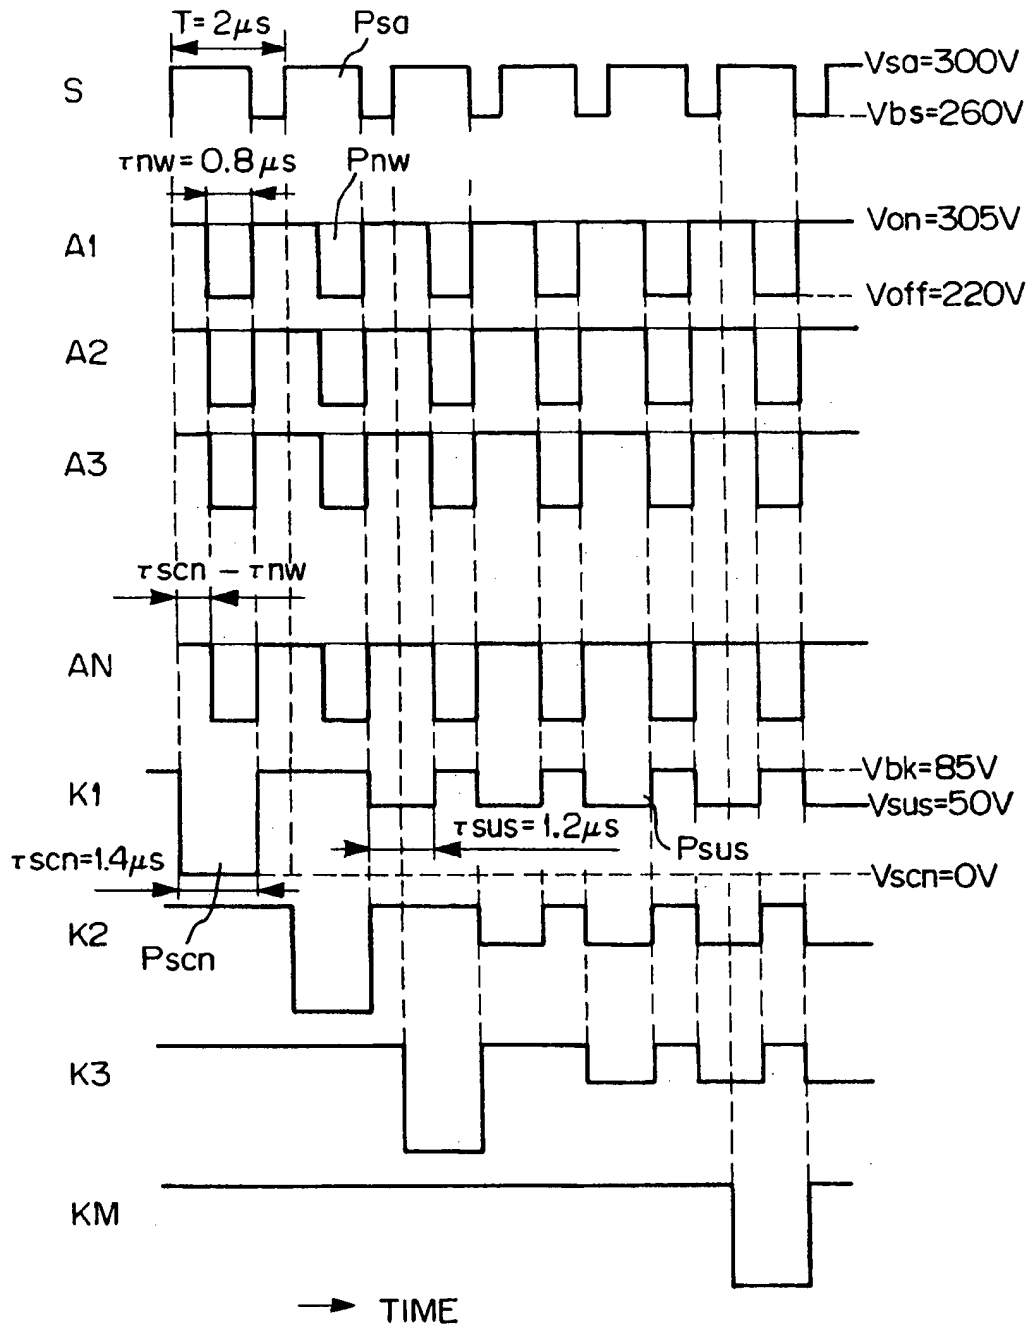 T=2μs
Psa
S
Vsa=300V
Vbs=260V
τnw=0.8μs
Pnw
A1
Von=305V
Voff=220V
A2
A3
τscn - τnw
AN
K1
Vbk=85V
Vsus=50V
τsus=1.2μs
Psus
τscn=1.4μs
Vscn=0V
K2
Pscn
K3
KM
TIME